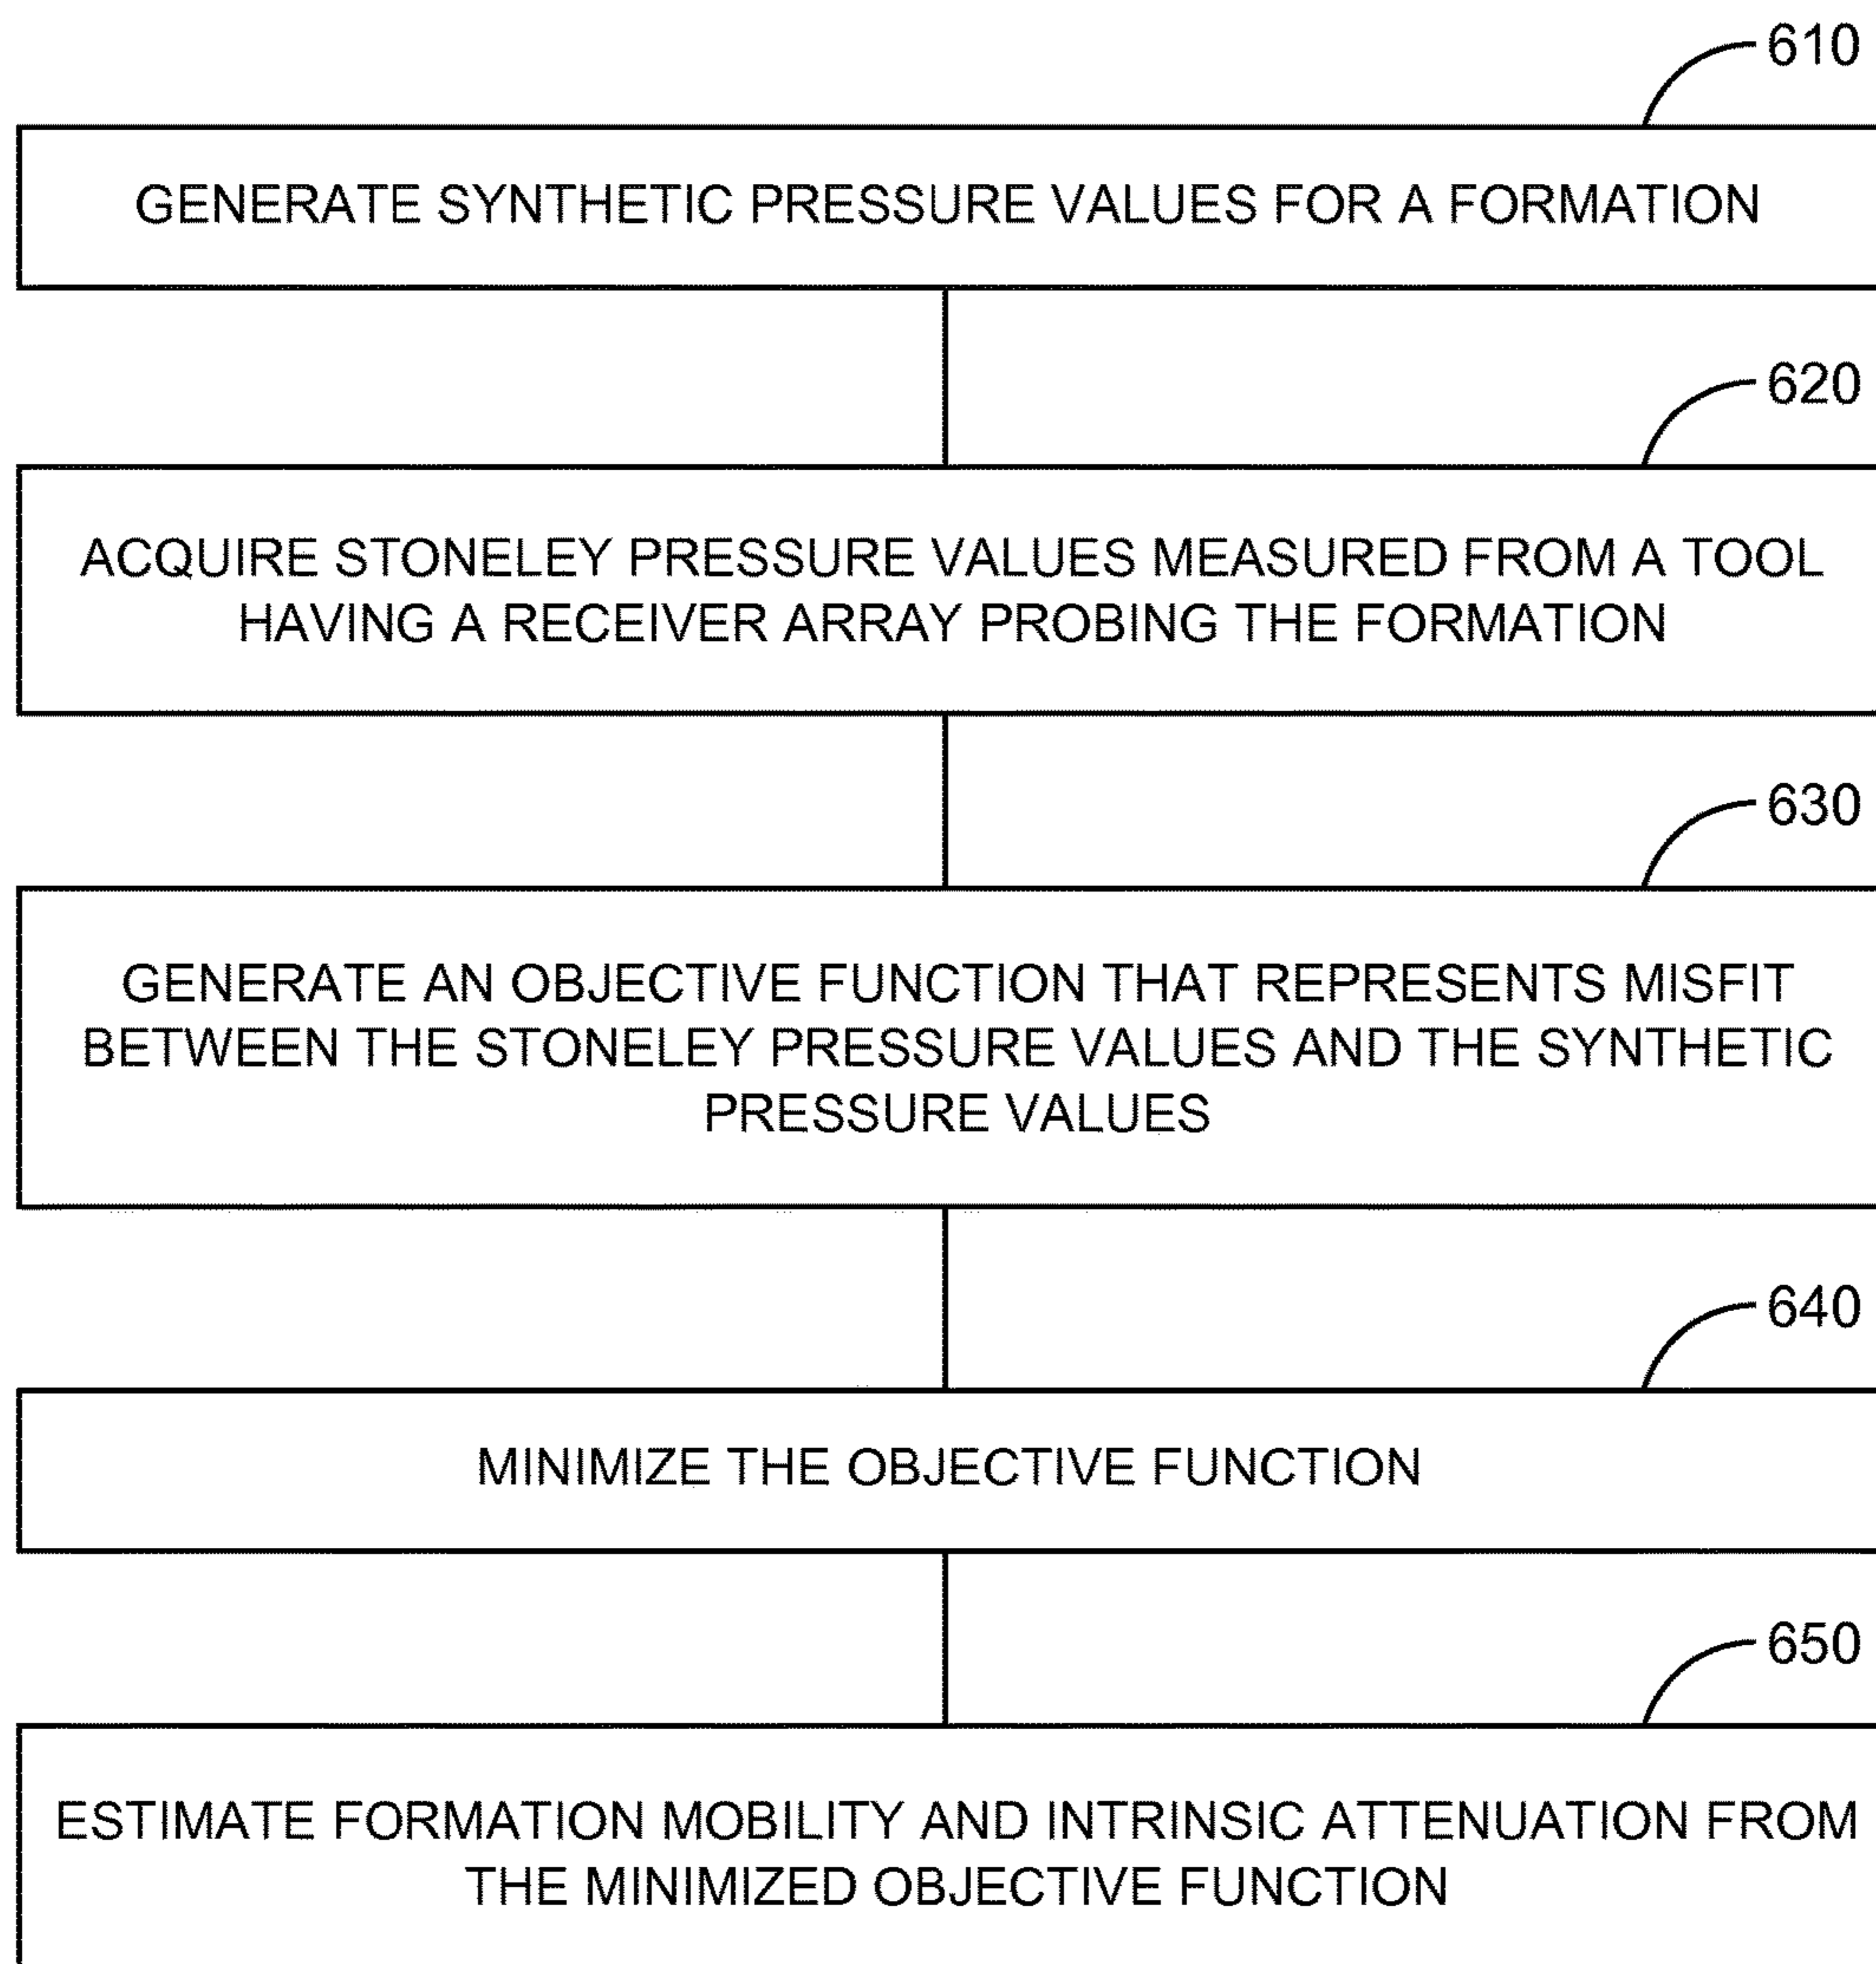 610
GENERATE SYNTHETIC PRESSURE VALUES FOR A FORMATION
620
ACQUIRE STONELEY PRESSURE VALUES MEASURED FROM A TOOL
HAVING A RECEIVER ARRAY PROBING THE FORMATION
630
GENERATE AN OBJECTIVE FUNCTION THAT REPRESENTS MISFIT
BETWEEN THE STONELEY PRESSURE VALUES AND THE SYNTHETIC
PRESSURE VALUES
640
MINIMIZE THE OBJECTIVE FUNCTION
650
ESTIMATE FORMATION MOBILITY AND INTRINSIC ATTENUATION FROM
THE MINIMIZED OBJECTIVE FUNCTION